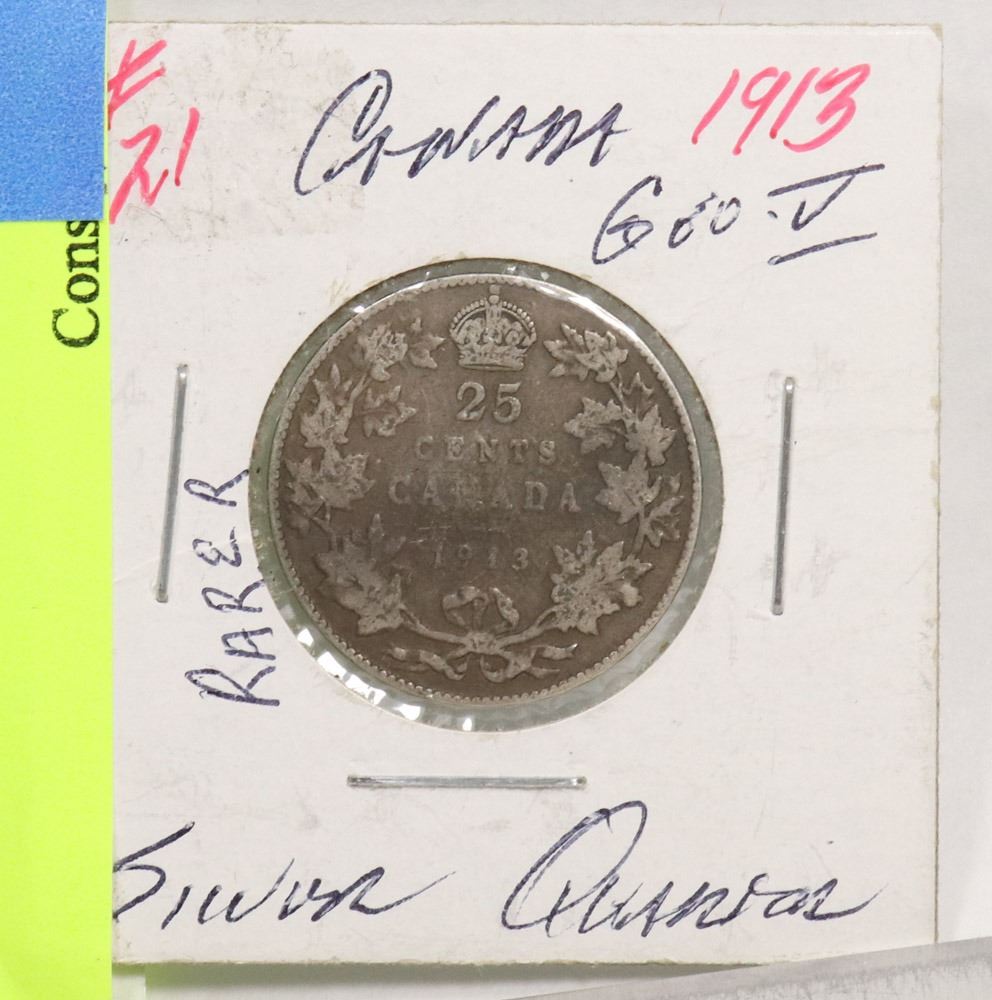 # 21
CANADA 1913
GEO. V
25
CENTS
CANADA
1913
RARER
SILVER QUARTER
Cons